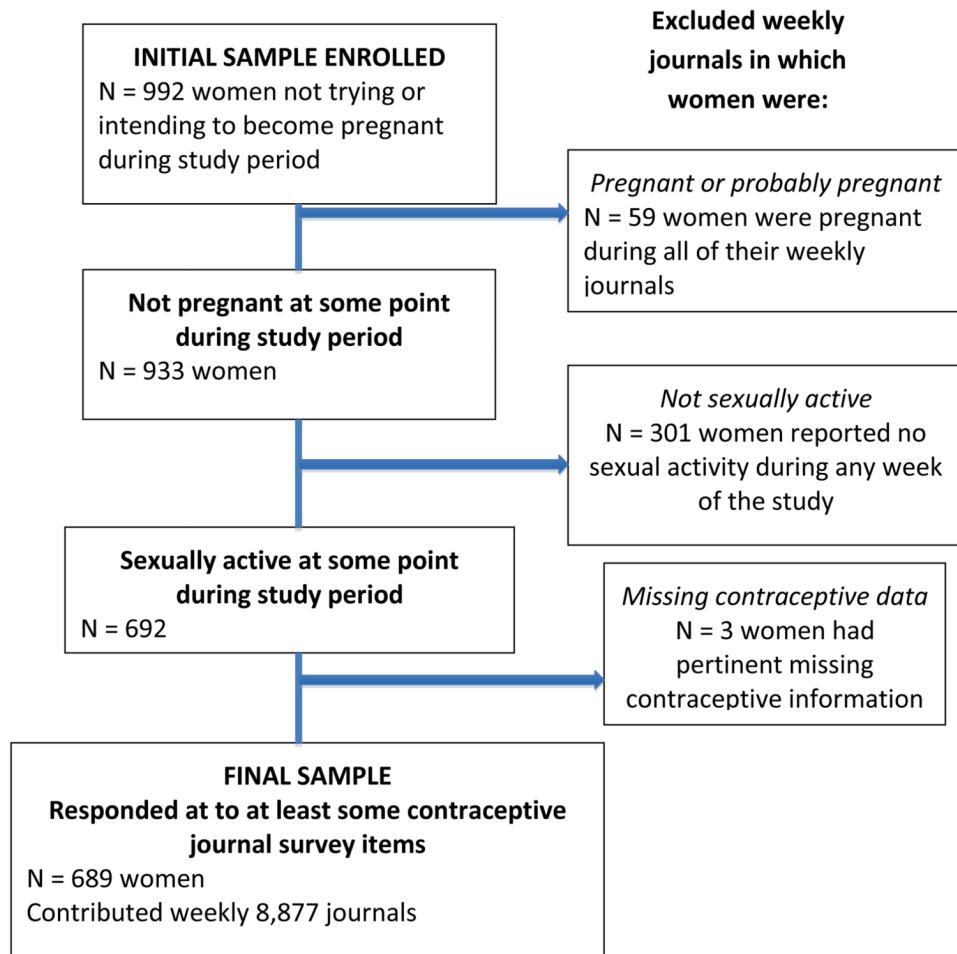 INITIAL SAMPLE ENROLLED
N = 992 women not trying or
intending to become pregnant
during study period
Excluded weekly
journals in which
women were:
Pregnant or probably pregnant
N = 59 women were pregnant
during all of their weekly
journals
Not pregnant at some point
during study period
N = 933 women
Not sexually active
N = 301 women reported no
sexual activity during any week
of the study
Sexually active at some point
during study period
N = 692
Missing contraceptive data
N = 3 women had
pertinent missing
contraceptive information
FINAL SAMPLE
Responded at to at least some contraceptive
journal survey items
N = 689 women
Contributed weekly 8,877 journals